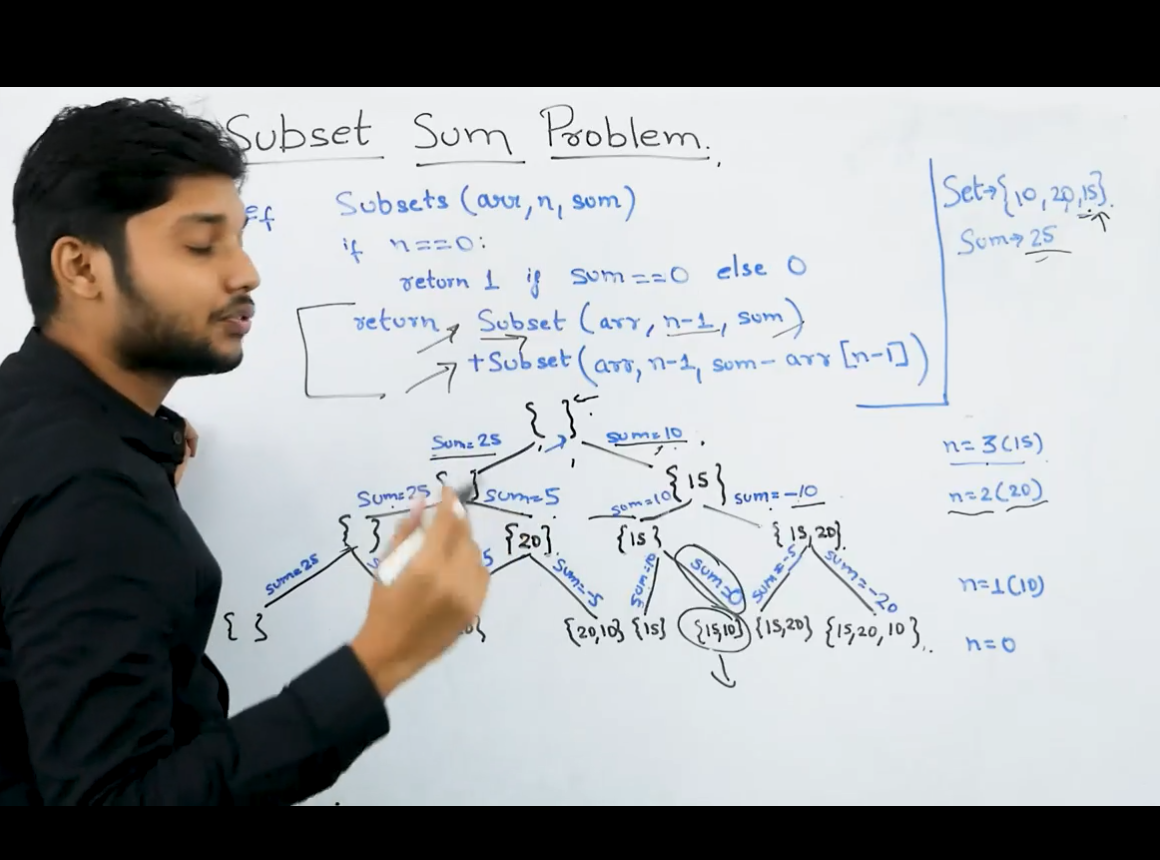 Subset Sum Problem.
ef Subsets (arr, n, sum)
if n==0:
return 1 if sum==0 else 0
return Subset (arr, n-1, sum)
+Subset (arr, n-1, sum - arr [n-1])
Set→{10, 20, 15}.
Sum→25
{ }
Sum=25 sum=10
{ } {15}
Sum=25 sum=5 sum=10 sum=-10
{ } {20} {15} {15,20}
sum=25 5 sum=-5 sum=10 sum=0 sum=-5 sum=-20
{ } {20,10} {15} {15,10} {15,20} {15,20,10}
n=3(15)
n=2(20)
n=1(10)
n=0